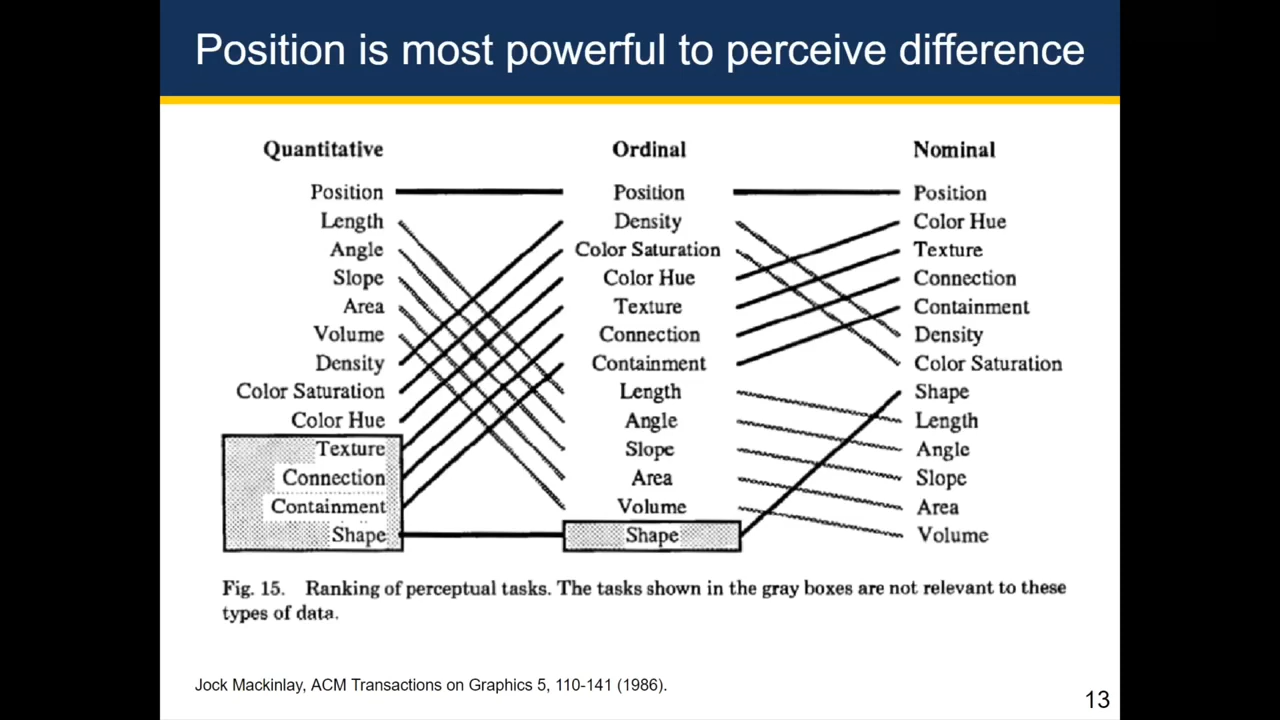 Position is most powerful to perceive difference
Quantitative Ordinal Nominal
Position Position Position
Length Density Color Hue
Angle Color Saturation Texture
Slope Color Hue Connection
Area Texture Containment
Volume Connection Density
Density Containment Color Saturation
Color Saturation Length Shape
Color Hue Angle Length
Texture Slope Angle
Connection Area Slope
Containment Volume Area
Shape Shape Volume
Fig. 15. Ranking of perceptual tasks. The tasks shown in the gray boxes are not relevant to these
types of data.
Jock Mackinlay, ACM Transactions on Graphics 5, 110-141 (1986).
13